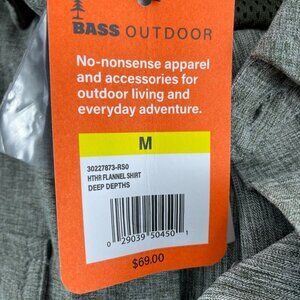 BASS OUTDOOR
No-nonsense apparel
and accessories for
outdoor living and
everyday adventure.
M
30227873-RS0
HTHR FLANNEL SHIRT
DEEP DEPTHS
0 29039 50450 1
$69.00